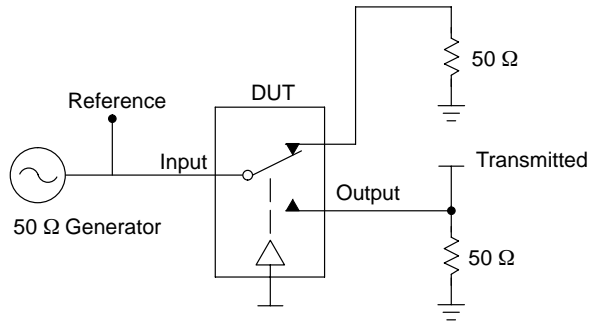 50 Ω
DUT
Reference
Input
Transmitted
Output
50 Ω Generator
50 Ω